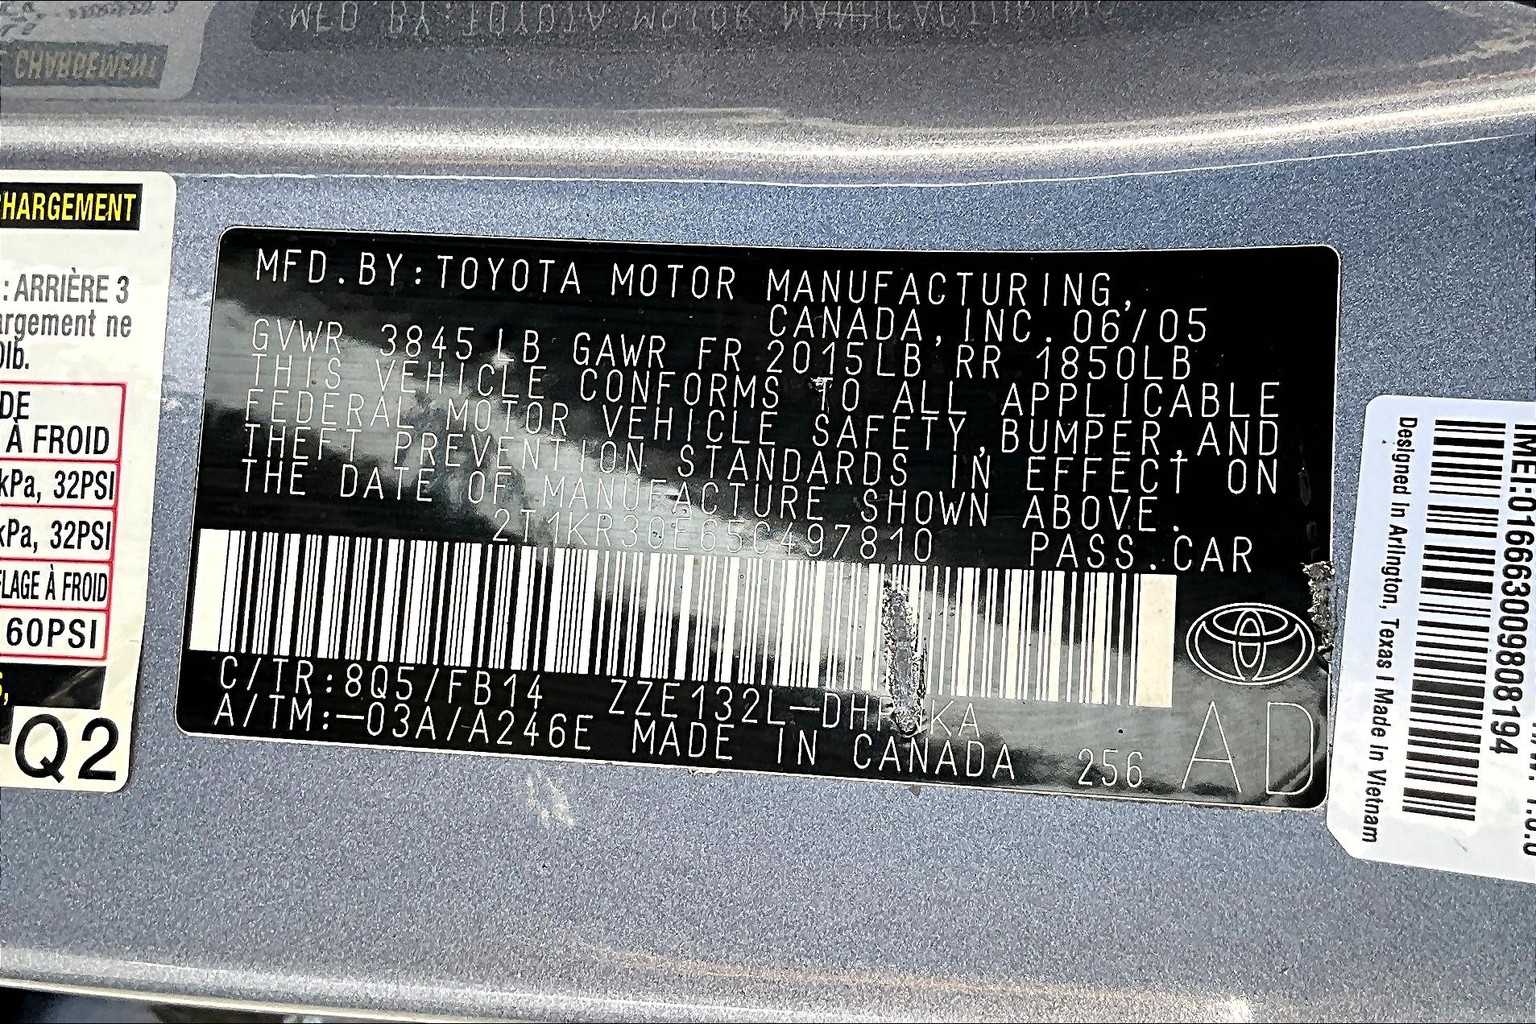 HARGEMENT
: ARRIÈRE 3
argement ne
0lb.
DE
À FROID
kPa, 32PSI
kPa, 32PSI
FLAGE À FROID
60PSI
Q2
MFD.BY:TOYOTA MOTOR MANUFACTURING,
CANADA,INC.06/05
GVWR 3845 LB GAWR FR 2015LB RR 1850LB
THIS VEHICLE CONFORMS TO ALL APPLICABLE
FEDERAL MOTOR VEHICLE SAFETY,BUMPER,AND
THEFT PREVENTION STANDARDS IN EFFECT ON
THE DATE OF MANUFACTURE SHOWN ABOVE.
2T1KR30E65C497810 PASS.CAR
C/TR:8Q5/FB14 ZZE132L-DH KA
A/TM:-03A/A246E MADE IN CANADA 256
AD
IMEI:016663009808194
Designed in Arlington, Texas | Made in Vietnam